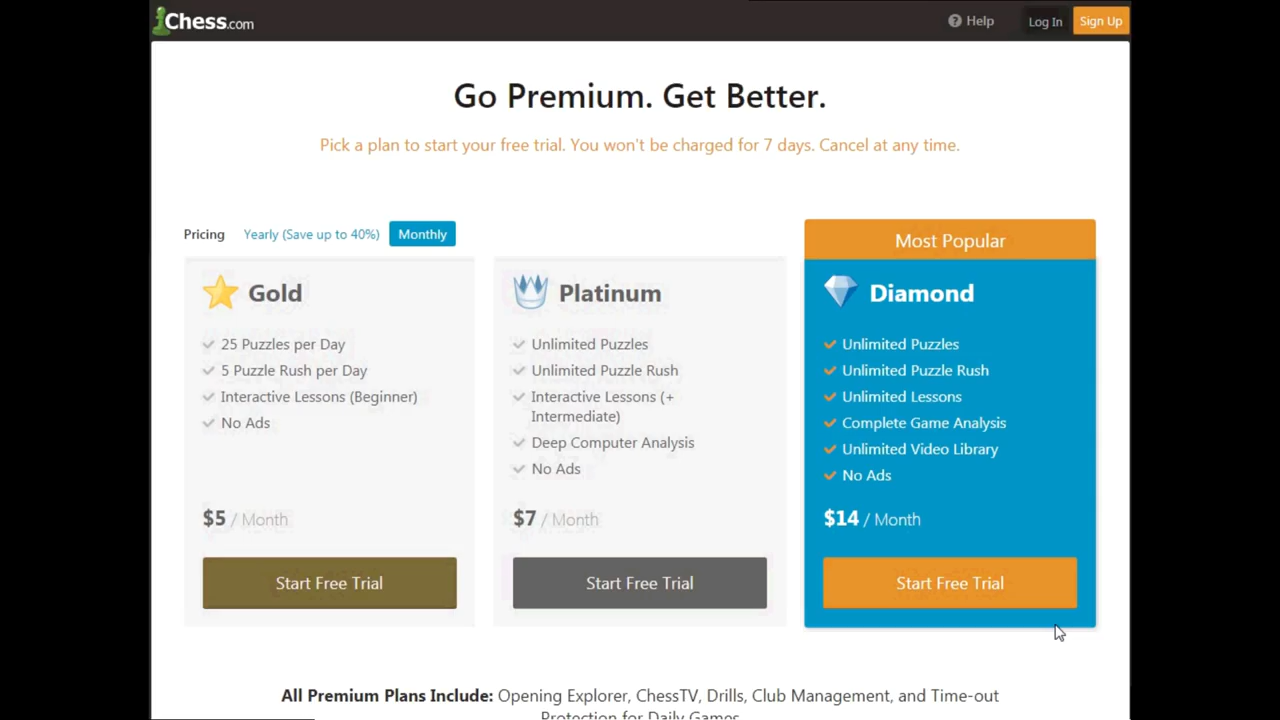 Chess.com
Help
Log In
Sign Up
Go Premium. Get Better.
Pick a plan to start your free trial. You won't be charged for 7 days. Cancel at any time.
Pricing
Yearly (Save up to 40%)
Monthly
Most Popular
Gold
25 Puzzles per Day
5 Puzzle Rush per Day
Interactive Lessons (Beginner)
No Ads
$5 / Month
Start Free Trial
Platinum
Unlimited Puzzles
Unlimited Puzzle Rush
Interactive Lessons (+
Intermediate)
Deep Computer Analysis
No Ads
$7 / Month
Start Free Trial
Diamond
Unlimited Puzzles
Unlimited Puzzle Rush
Unlimited Lessons
Complete Game Analysis
Unlimited Video Library
No Ads
$14 / Month
Start Free Trial
All Premium Plans Include: Opening Explorer, ChessTV, Drills, Club Management, and Time-out
Protection for Daily Games